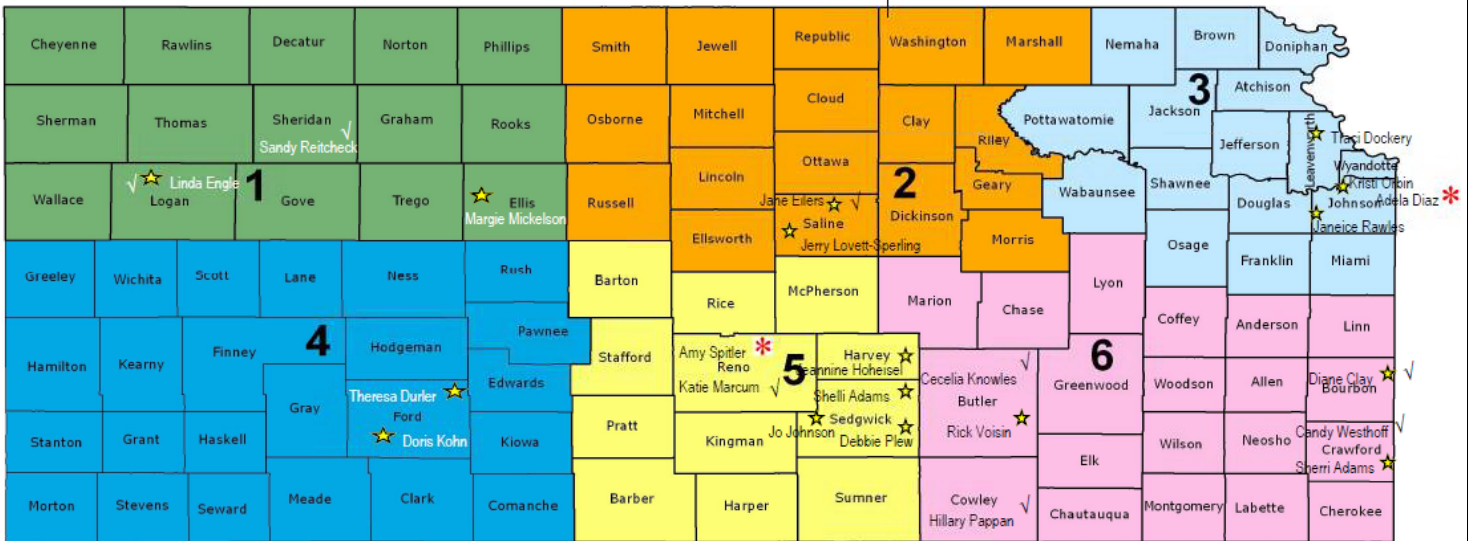 Cheyenne
Rawlins
Decatur
Norton
Phillips
Smith
Jewell
Republic
Washington
Marshall
Nemaha
Brown
Doniphan
Sherman
Thomas
Sheridan √
Sandy Reitcheck
Graham
Rooks
Osborne
Mitchell
Cloud
Clay
Riley
Pottawatomie
Jackson
3
Atchison
Jefferson
Leavenworth
Traci Dockery
Wyandotte
Kristi Orbin
Adela Diaz *
Johnson
Janeice Rawles
Wallace
√ Linda Engle
Logan
1
Gove
Trego
Ellis
Margie Mickelson
Russell
Lincoln
Ottawa
Jane Eilers √
Saline
Jerry Lovett-Sperling
Ellsworth
2
Dickinson
Geary
Morris
Wabaunsee
Shawnee
Douglas
Osage
Franklin
Miami
Greeley
Wichita
Scott
Lane
Ness
Rush
Barton
Rice
McPherson
Marion
Chase
Lyon
Coffey
Anderson
Linn
Hamilton
Kearny
Finney
4
Hodgeman
Pawnee
Edwards
Stafford
Amy Spitler *
Reno
Katie Marcum √
5
Harvey
Jeannine Hoheisel
Shelli Adams
Sedgwick
Jo Johnson
Debbie Plew
√
Cecelia Knowles
Butler
Rick Voisin
6
Greenwood
Woodson
Allen
Diane Clay √
Bourbon
Gray
Theresa Durler
Ford
Doris Kohn
Stanton
Grant
Haskell
Kiowa
Pratt
Kingman
Elk
Wilson
Neosho
Candy Westhoff √
Crawford
Sherri Adams
Morton
Stevens
Seward
Meade
Clark
Comanche
Barber
Harper
Sumner
Cowley √
Hillary Pappan
Chautauqua
Montgomery
Labette
Cherokee